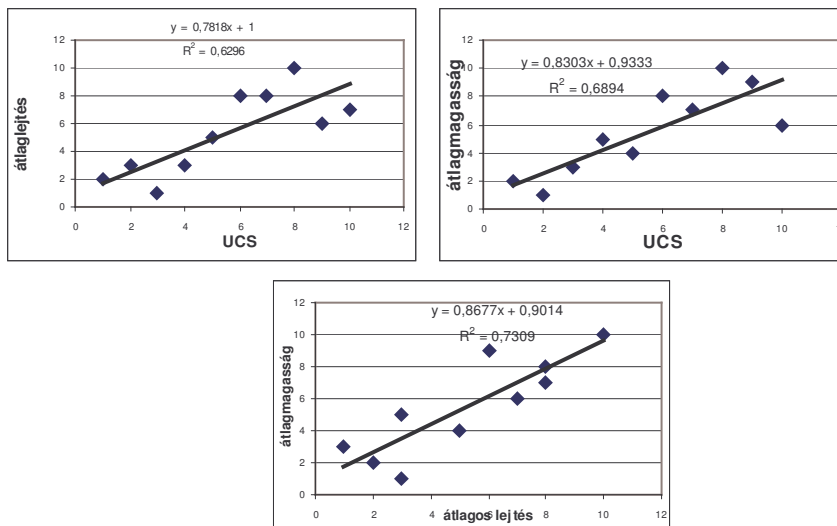 y = 0,7818x + 1
R² = 0,6296
12
10
8
6
4
2
0
átlaglejtés
0 2 4 6 8 10 12
UCS
y = 0,8303x + 0,9333
R² = 0,6894
12
10
8
6
4
2
0
átlagmagasság
0 2 4 6 8 10
UCS
y = 0,8677x + 0,9014
R² = 0,7309
12
10
8
6
4
2
0
átlagmagasság
0 2 4 6 8 10 12
átlagos lejtés